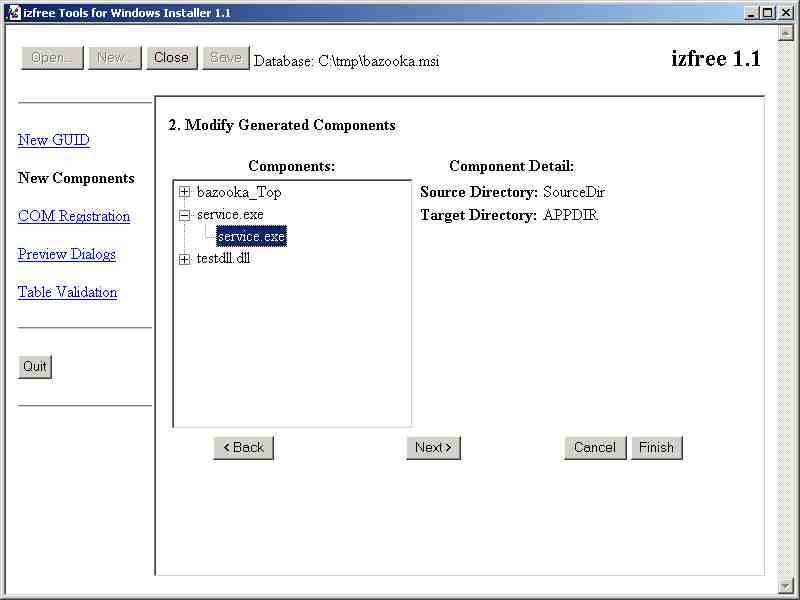 izfree Tools for Windows Installer 1.1
Open... New... Close Save Database: C:\tmp\bazooka.msi izfree 1.1
New GUID
New Components
COM Registration
Preview Dialogs
Table Validation
Quit
2. Modify Generated Components
Components: Component Detail:
bazooka_Top Source Directory: SourceDir
service.exe Target Directory: APPDIR
service.exe
testdll.dll
< Back Next > Cancel Finish